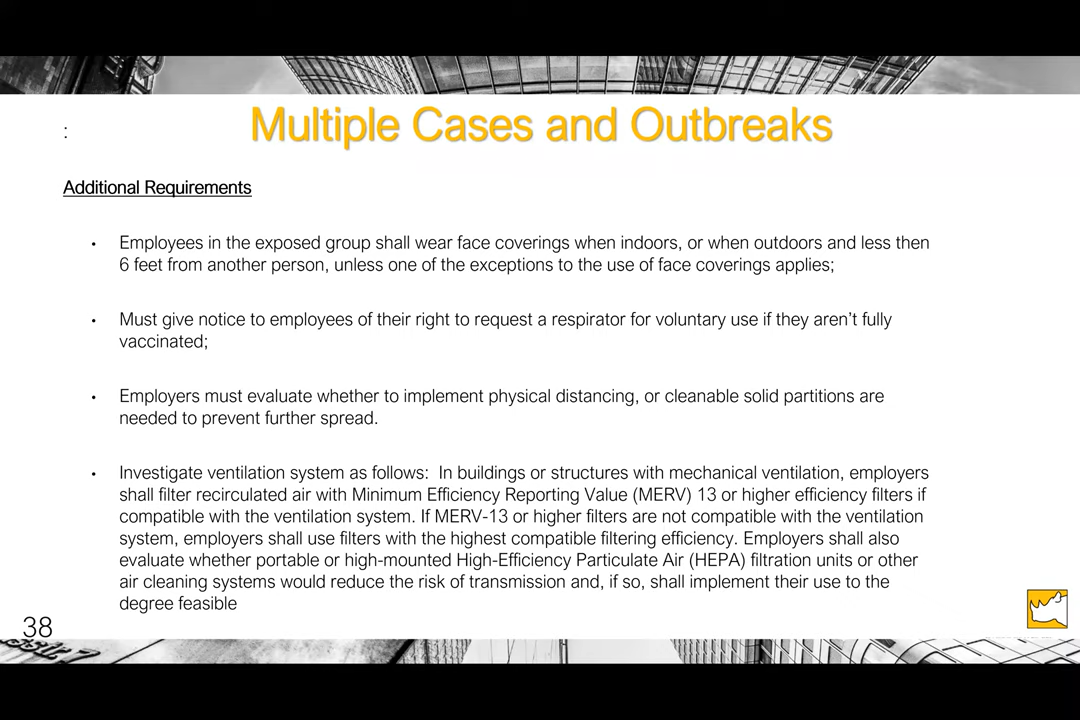 :
Multiple Cases and Outbreaks
Additional Requirements
• Employees in the exposed group shall wear face coverings when indoors, or when outdoors and less then
6 feet from another person, unless one of the exceptions to the use of face coverings applies;
• Must give notice to employees of their right to request a respirator for voluntary use if they aren’t fully
vaccinated;
• Employers must evaluate whether to implement physical distancing, or cleanable solid partitions are
needed to prevent further spread.
• Investigate ventilation system as follows:  In buildings or structures with mechanical ventilation, employers
shall filter recirculated air with Minimum Efficiency Reporting Value (MERV) 13 or higher efficiency filters if
compatible with the ventilation system. If MERV-13 or higher filters are not compatible with the ventilation
system, employers shall use filters with the highest compatible filtering efficiency. Employers shall also
evaluate whether portable or high-mounted High-Efficiency Particulate Air (HEPA) filtration units or other
air cleaning systems would reduce the risk of transmission and, if so, shall implement their use to the
degree feasible
38